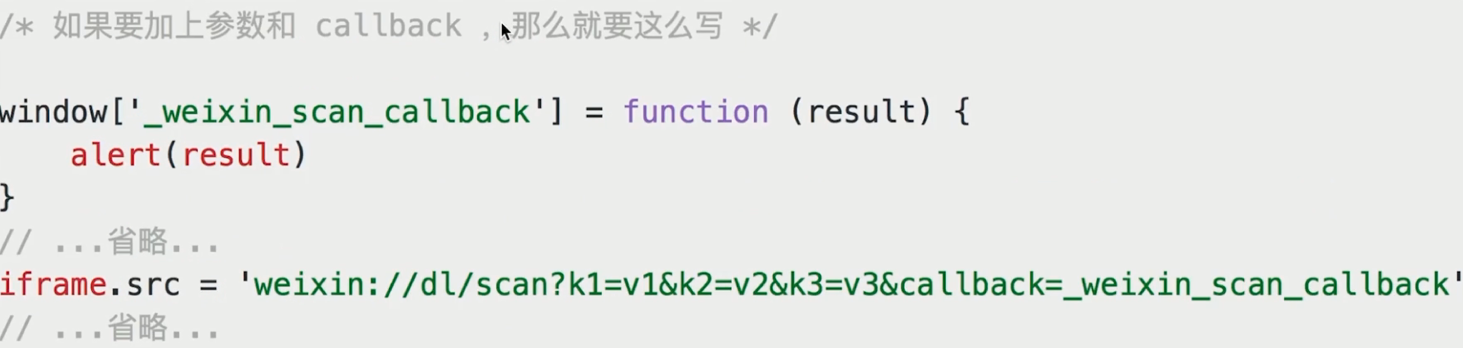 /* 如果要加上参数和 callback ，那么就要这么写 */
window['_weixin_scan_callback'] = function (result) {
    alert(result)
}
// ...省略...
iframe.src = 'weixin://dl/scan?k1=v1&k2=v2&k3=v3&callback=_weixin_scan_callback'
// ...省略...